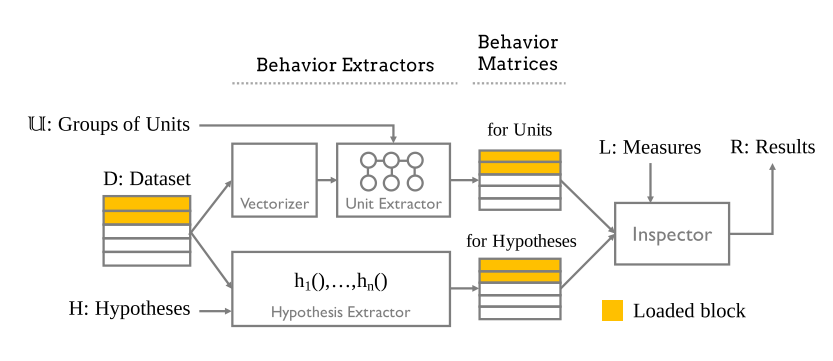 Behavior Extractors
Behavior
Matrices
𝕌: Groups of Units
for Units
L: Measures
R: Results
D: Dataset
Vectorizer
Unit Extractor
for Hypotheses
Inspector
h₁(),...,hₙ()
H: Hypotheses
Hypothesis Extractor
Loaded block